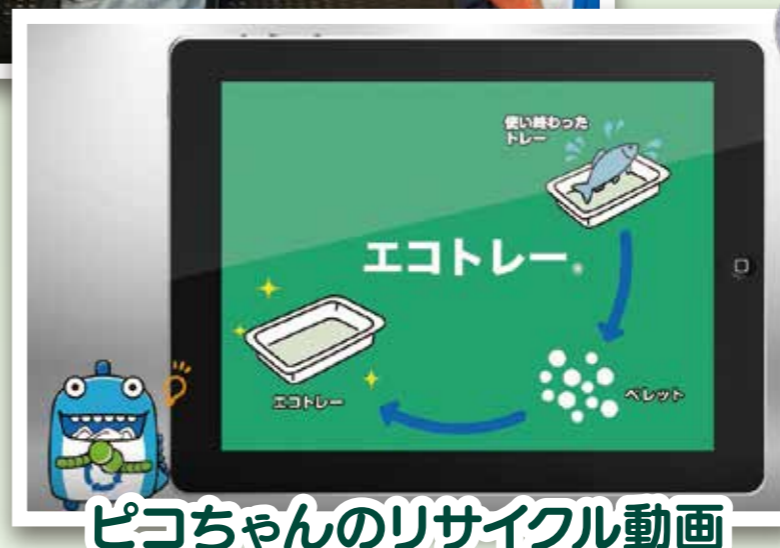 使い終わった
トレー
エコトレー®
エコトレー
ペレット
ピコちゃんのリサイクル動画